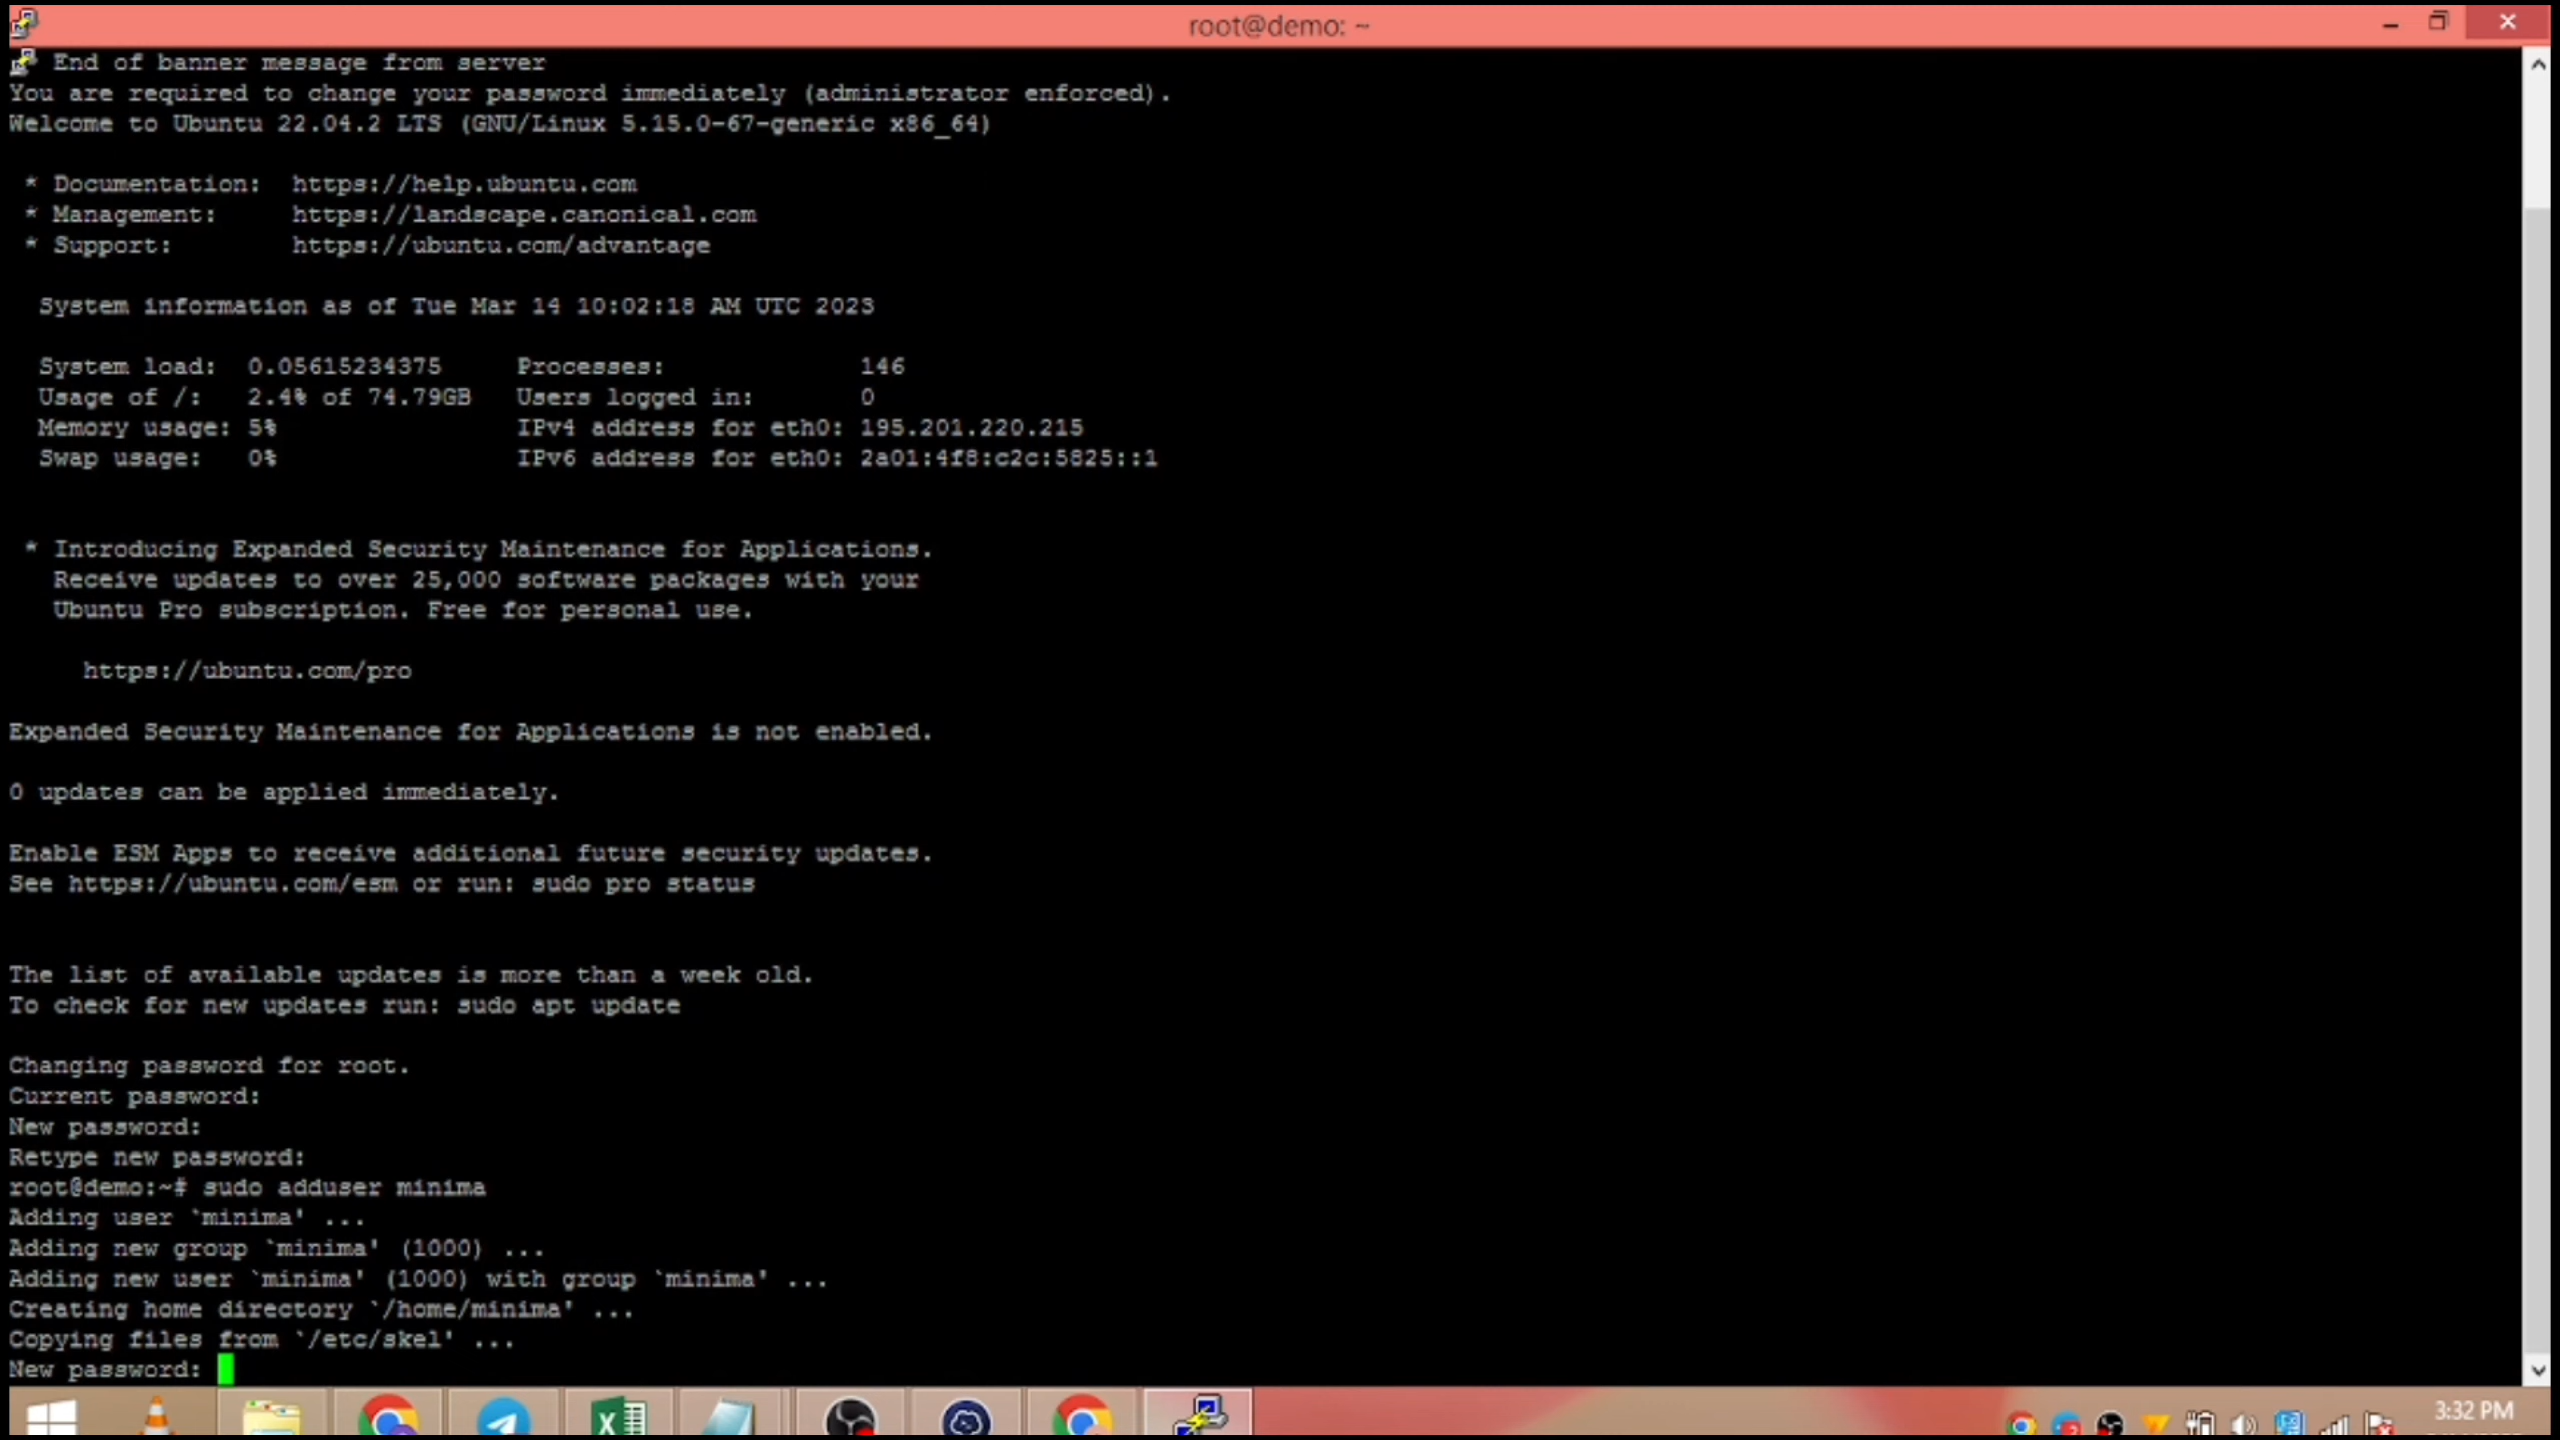 root@demo: ~
End of banner message from server
You are required to change your password immediately (administrator enforced).
Welcome to Ubuntu 22.04.2 LTS (GNU/Linux 5.15.0-67-generic x86_64)
* Documentation:  https://help.ubuntu.com
* Management:     https://landscape.canonical.com
* Support:        https://ubuntu.com/advantage
System information as of Tue Mar 14 10:02:18 AM UTC 2023
System load:  0.05615234375     Processes:             146
Usage of /:   2.4% of 74.79GB   Users logged in:       0
Memory usage: 5%                IPv4 address for eth0: 195.201.220.215
Swap usage:   0%                IPv6 address for eth0: 2a01:4f8:c2c:5825::1
* Introducing Expanded Security Maintenance for Applications.
Receive updates to over 25,000 software packages with your
Ubuntu Pro subscription. Free for personal use.
https://ubuntu.com/pro
Expanded Security Maintenance for Applications is not enabled.
0 updates can be applied immediately.
Enable ESM Apps to receive additional future security updates.
See https://ubuntu.com/esm or run: sudo pro status
The list of available updates is more than a week old.
To check for new updates run: sudo apt update
Changing password for root.
Current password:
New password:
Retype new password:
root@demo:~# sudo adduser minima
Adding user `minima' ...
Adding new group `minima' (1000) ...
Adding new user `minima' (1000) with group `minima' ...
Creating home directory `/home/minima' ...
Copying files from `/etc/skel' ...
New password:
3:32 PM